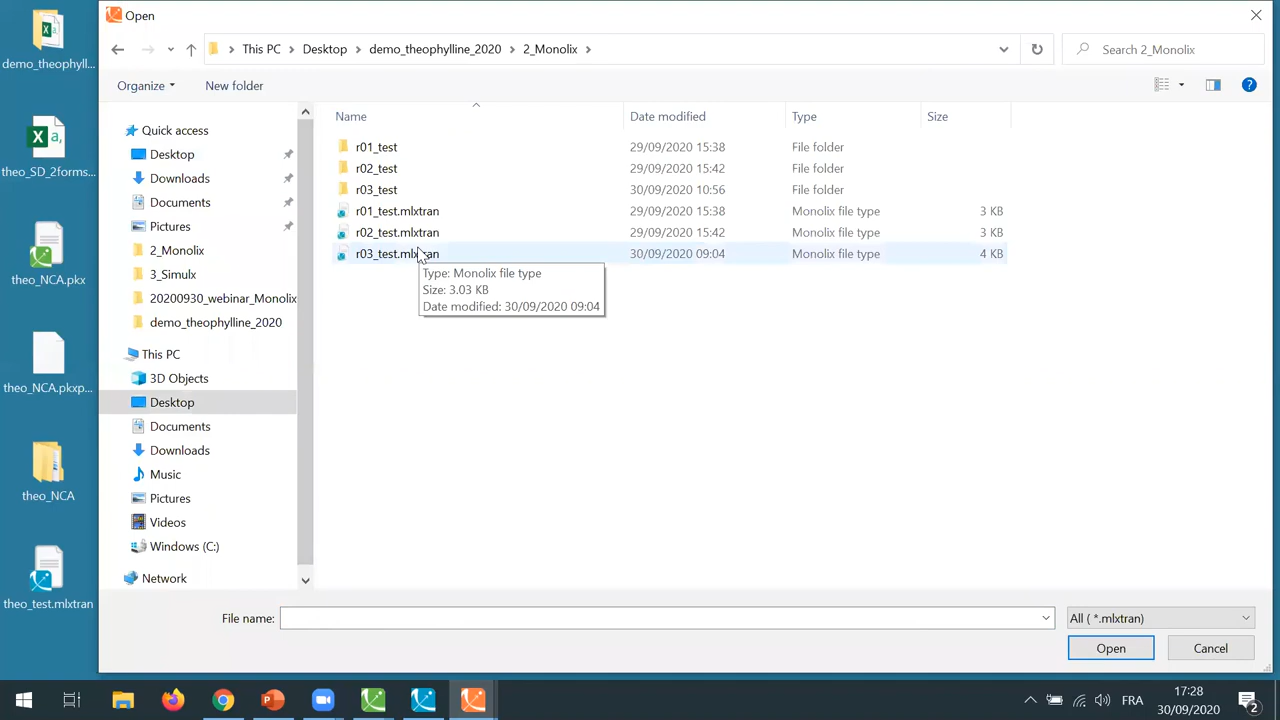 Open
This PC
Desktop
demo_theophylline_2020
2_Monolix
Search 2_Monolix
Organize
New folder
Name
Date modified
Type
Size
r01_test
29/09/2020 15:38
File folder
r02_test
29/09/2020 15:42
File folder
r03_test
30/09/2020 10:56
File folder
r01_test.mlxtran
29/09/2020 15:38
Monolix file type
3 KB
r02_test.mlxtran
29/09/2020 15:42
Monolix file type
3 KB
r03_test.mlxtran
30/09/2020 09:04
Monolix file type
4 KB
Type: Monolix file type
Size: 3.03 KB
Date modified: 30/09/2020 09:04
Quick access
Desktop
Downloads
Documents
Pictures
2_Monolix
3_Simulx
20200930_webinar_Monolix
demo_theophylline_2020
This PC
3D Objects
Desktop
Documents
Downloads
Music
Pictures
Videos
Windows (C:)
Network
File name:
All ( *.mlxtran)
Open
Cancel
demo_theophyll...
theo_SD_2forms...
theo_NCA.pkx
theo_NCA.pkxp...
theo_NCA
theo_test.mlxtran
FRA
17:28
30/09/2020
2